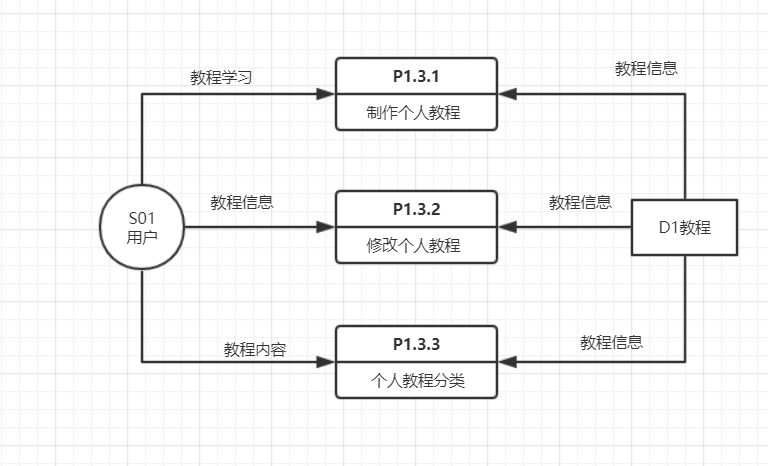 教程学习
P1.3.1
制作个人教程
教程信息
S01
用户
教程信息
P1.3.2
修改个人教程
教程信息
D1教程
教程内容
P1.3.3
个人教程分类
教程信息